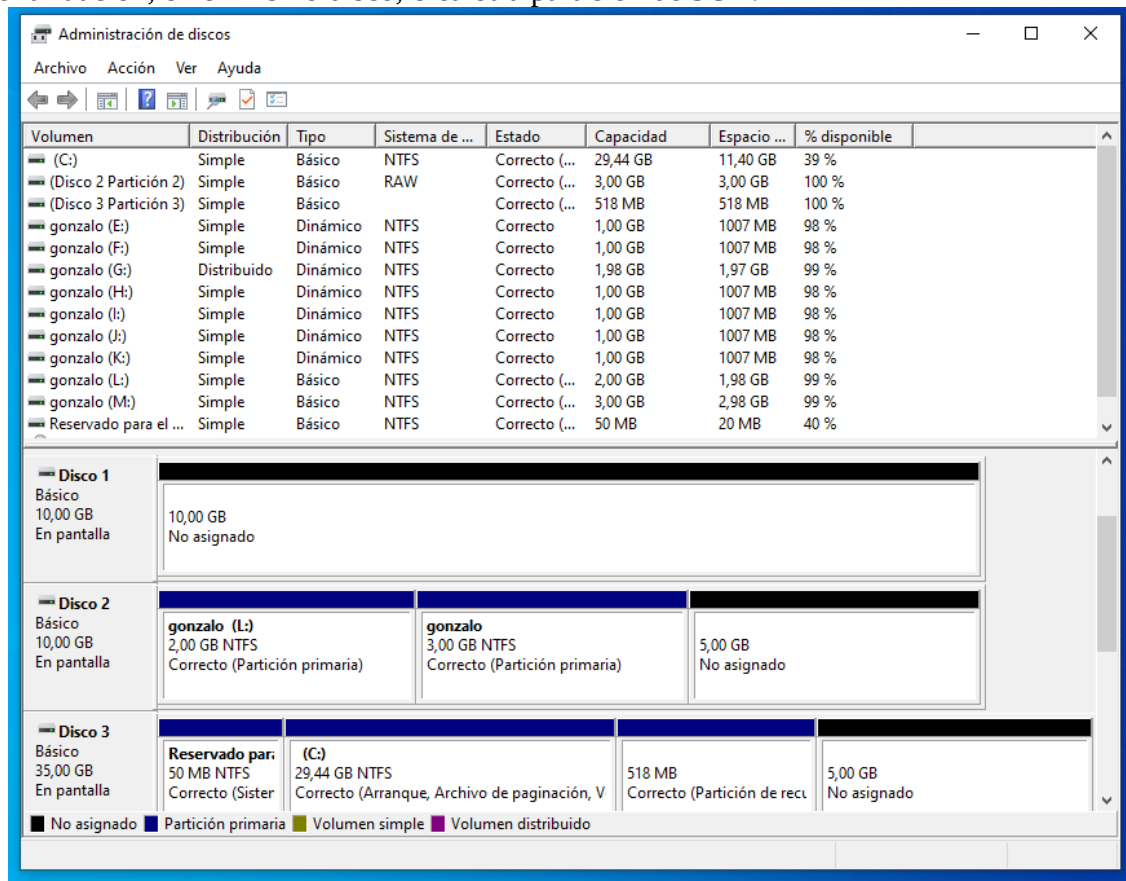 Administración de discos
Archivo Acción Ver Ayuda
Volumen Distribución Tipo Sistema de ... Estado Capacidad Espacio ... % disponible
(C:) Simple Básico NTFS Correcto (... 29,44 GB 11,40 GB 39 %
(Disco 2 Partición 2) Simple Básico RAW Correcto (... 3,00 GB 3,00 GB 100 %
(Disco 3 Partición 3) Simple Básico Correcto (... 518 MB 518 MB 100 %
gonzalo (E:) Simple Dinámico NTFS Correcto 1,00 GB 1007 MB 98 %
gonzalo (F:) Simple Dinámico NTFS Correcto 1,00 GB 1007 MB 98 %
gonzalo (G:) Distribuido Dinámico NTFS Correcto 1,98 GB 1,97 GB 99 %
gonzalo (H:) Simple Dinámico NTFS Correcto 1,00 GB 1007 MB 98 %
gonzalo (I:) Simple Dinámico NTFS Correcto 1,00 GB 1007 MB 98 %
gonzalo (J:) Simple Dinámico NTFS Correcto 1,00 GB 1007 MB 98 %
gonzalo (K:) Simple Dinámico NTFS Correcto 1,00 GB 1007 MB 98 %
gonzalo (L:) Simple Básico NTFS Correcto (... 2,00 GB 1,98 GB 99 %
gonzalo (M:) Simple Básico NTFS Correcto (... 3,00 GB 2,98 GB 99 %
Reservado para el ... Simple Básico NTFS Correcto (... 50 MB 20 MB 40 %
Disco 1
Básico
10,00 GB
En pantalla
10,00 GB
No asignado
Disco 2
Básico
10,00 GB
En pantalla
gonzalo (L:)
2,00 GB NTFS
Correcto (Partición primaria)
gonzalo
3,00 GB NTFS
Correcto (Partición primaria)
5,00 GB
No asignado
Disco 3
Básico
35,00 GB
En pantalla
Reservado para
50 MB NTFS
Correcto (Sister
(C:)
29,44 GB NTFS
Correcto (Arranque, Archivo de paginación, V
518 MB
Correcto (Partición de recu
5,00 GB
No asignado
No asignado Partición primaria Volumen simple Volumen distribuido